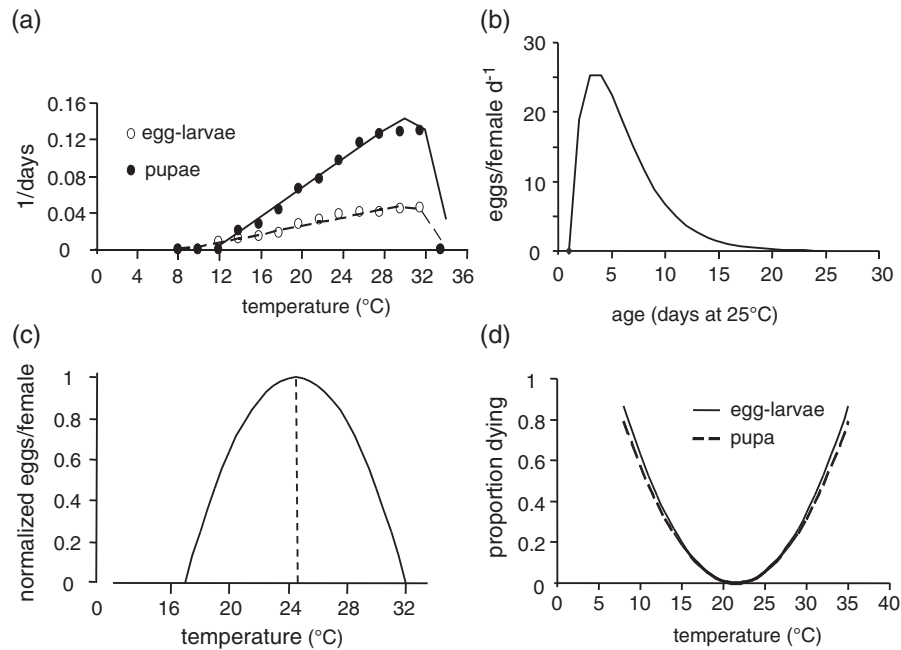 (a)
0.16
0.12
0.08
0.04
0
1/days
egg-larvae
pupae
0 4 8 12 16 20 24 28 32 36
temperature (°C)
(b)
30
20
10
0
eggs/female d-1
0 5 10 15 20 25 30
age (days at 25°C)
(c)
1
0.8
0.6
0.4
0.2
0
normalized eggs/female
0 16 20 24 28 32
temperature (°C)
(d)
1
0.8
0.6
0.4
0.2
0
proportion dying
egg-larvae
pupa
0 5 10 15 20 25 30 35 40
temperature (°C)